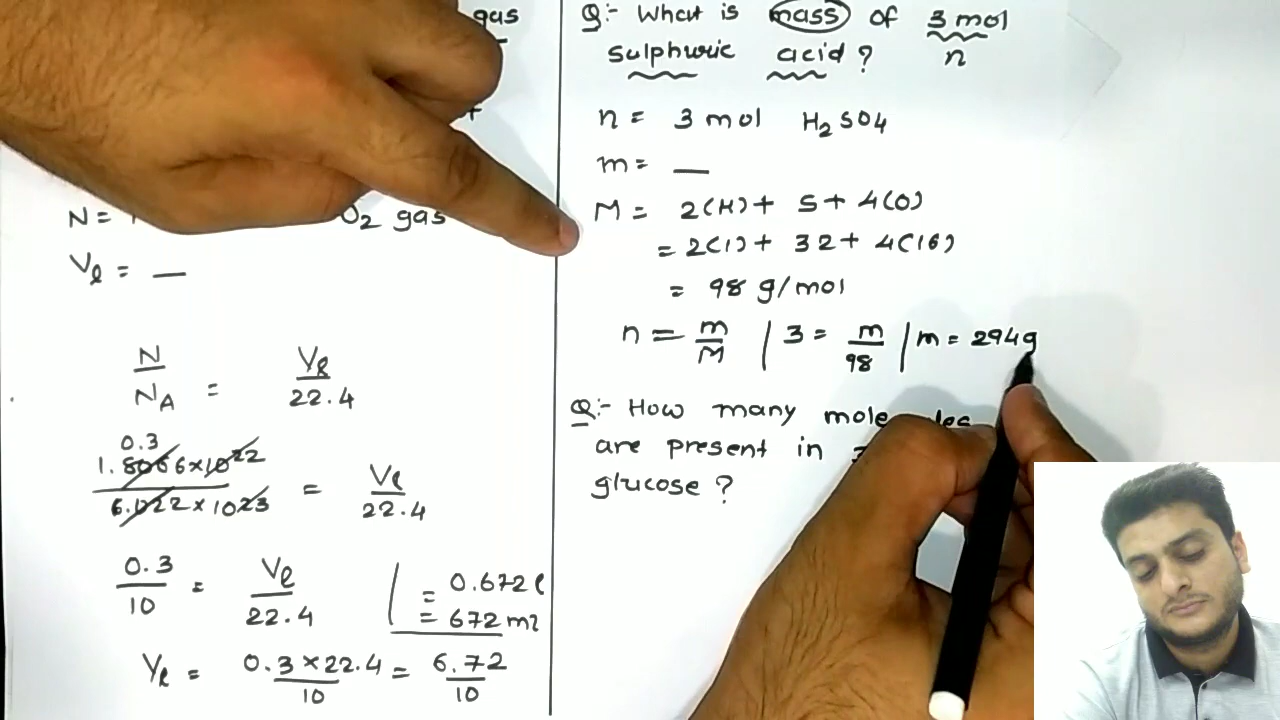 gas
N =
O2 gas
Vl = __
N / NA = Vl / 22.4
0.3
1.8066×10^22 / 6.022×10^23 = Vl / 22.4
0.3 / 10 = Vl / 22.4
= 0.672 l
= 672 ml
Vl = 0.3×22.4 / 10 = 6.72 / 10
Q:- What is mass of 3 mol
n
sulphuric acid?
n = 3 mol H2SO4
m = __
M = 2(H) + S + 4(O)
= 2(1) + 32 + 4(16)
= 98 g/mol
n = m / M | 3 = m / 98 | m = 294g
Q:- How many
are present in
glucose?